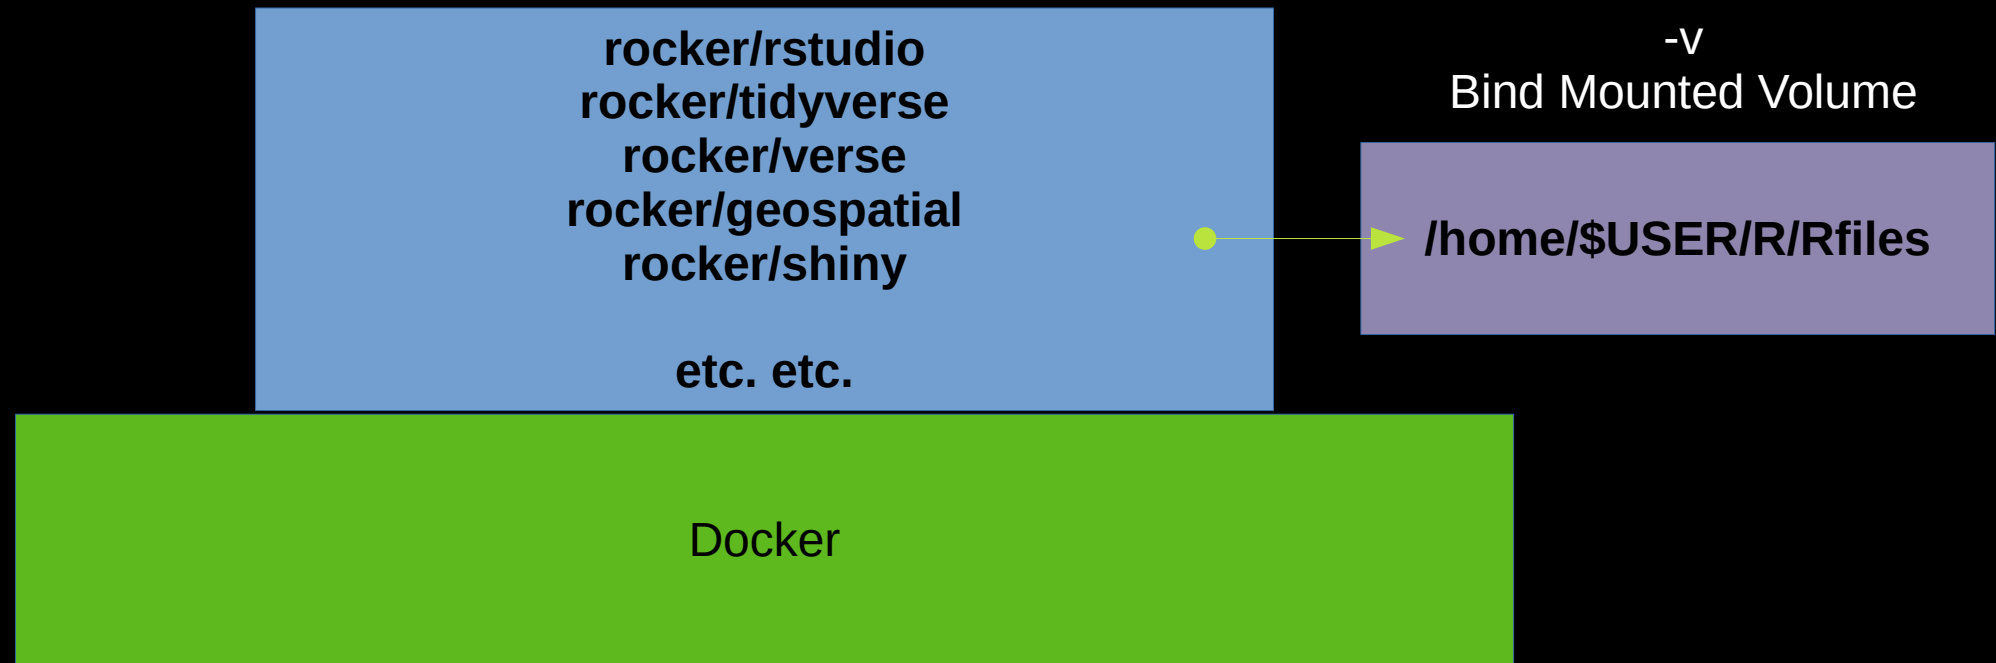 rocker/rstudio
rocker/tidyverse
rocker/verse
rocker/geospatial
rocker/shiny
etc. etc.
-v
Bind Mounted Volume
/home/$USER/R/Rfiles
Docker